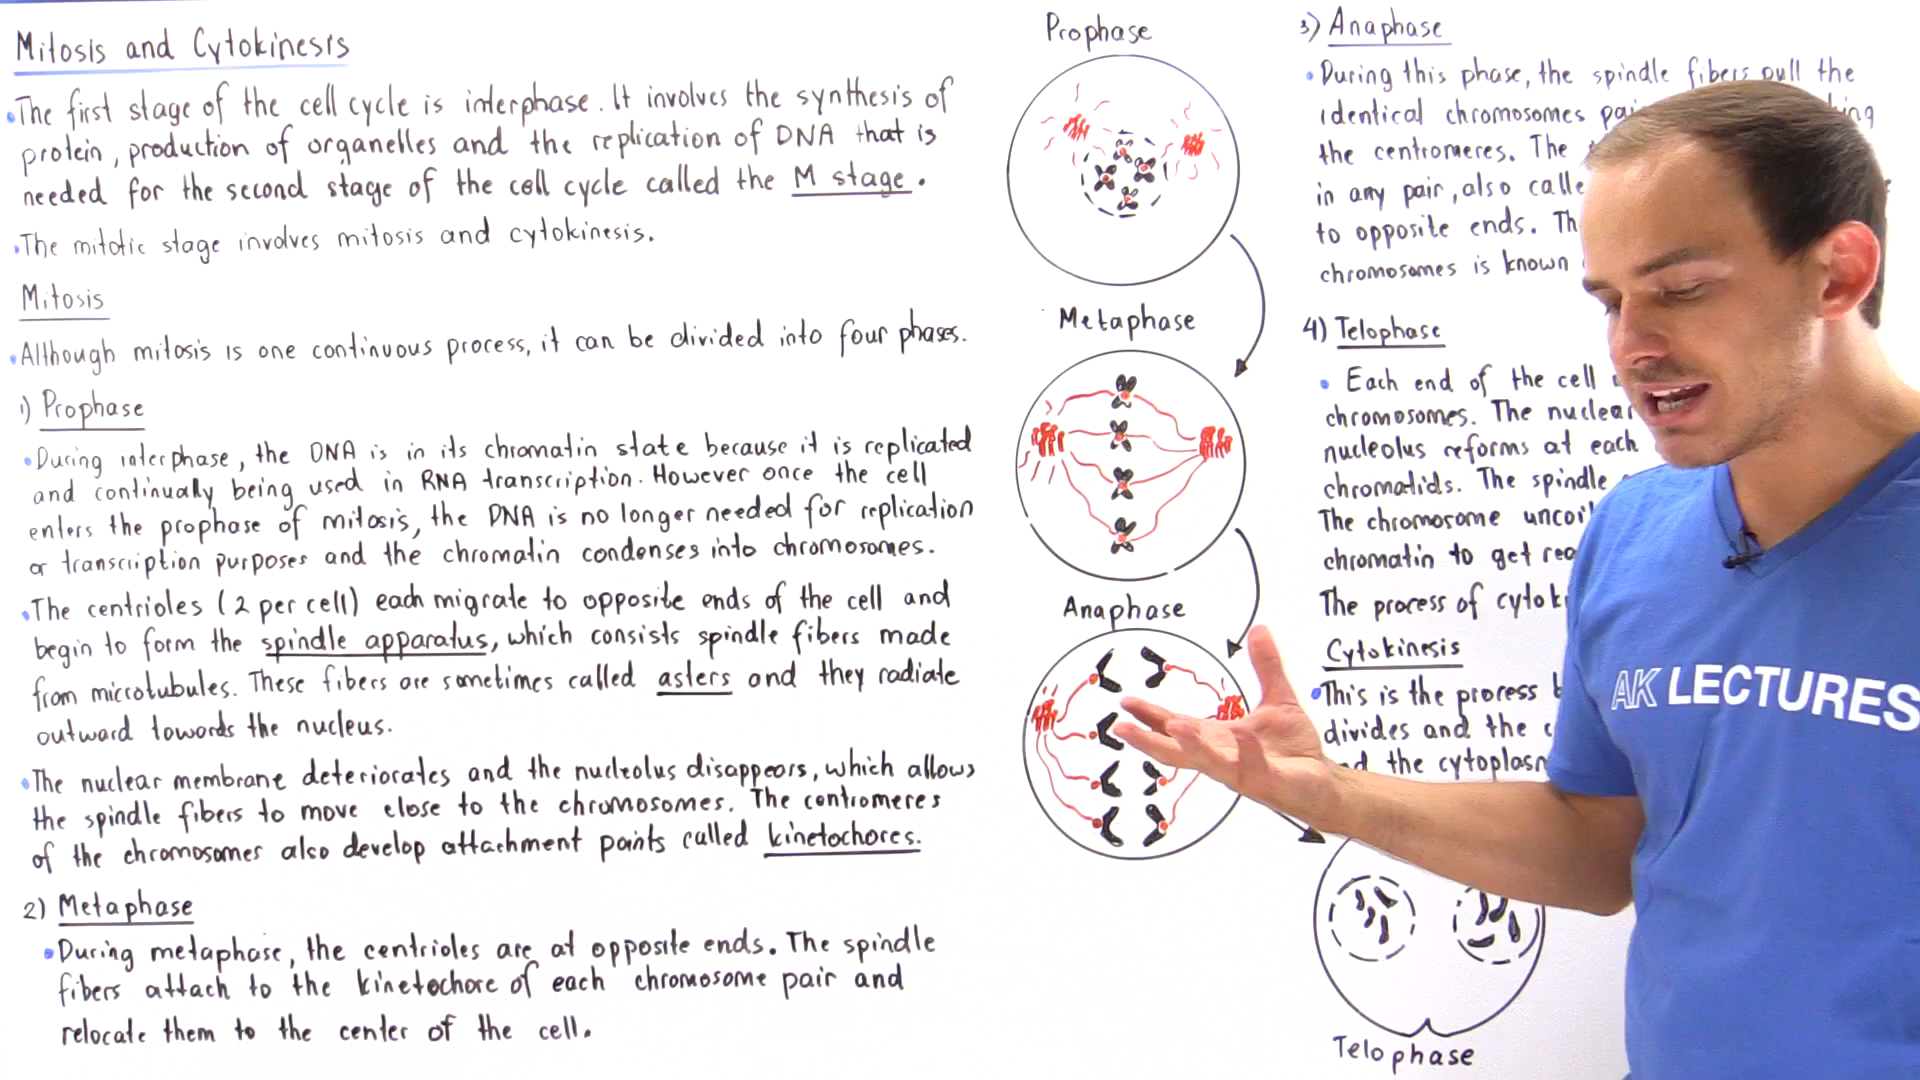 Mitosis and Cytokinesis
•The first stage of the cell cycle is interphase. It involves the synthesis of
protein, production of organelles and the replication of DNA that is
needed for the second stage of the cell cycle called the M stage.
•The mitotic stage involves mitosis and cytokinesis.
Mitosis
•Although mitosis is one continuous process, it can be divided into four phases.
1) Prophase
•During interphase, the DNA is in its chromatin state because it is replicated
and continually being used in RNA transcription. However once the cell
enters the prophase of mitosis, the DNA is no longer needed for replication
or transcription purposes and the chromatin condenses into chromosomes.
•The centrioles (2 per cell) each migrate to opposite ends of the cell and
begin to form the spindle apparatus, which consists spindle fibers made
from microtubules. These fibers are sometimes called asters and they radiate
outward towards the nucleus.
•The nuclear membrane deteriorates and the nucleolus disappears, which allows
the spindle fibers to move close to the chromosomes. The centromeres
of the chromosomes also develop attachment points called kinetochores.
2) Metaphase
•During metaphase, the centrioles are at opposite ends. The spindle
fibers attach to the kinetochore of each chromosome pair and
relocate them to the center of the cell.
Prophase
Metaphase
Anaphase
3) Anaphase
•During this phase, the spindle fibers pull the
identical chromosomes
the centromeres. The
in any pair, also
to opposite ends.
chromosomes is known
4) Telophase
• Each end of the cell
chromosomes. The
nucleolus reforms at each
chromatids. The spindle
The chromosome
chromatin to get
The process of
Cytokinesis
•This is the process
divides and the
the
Telophase
AK LECTURES